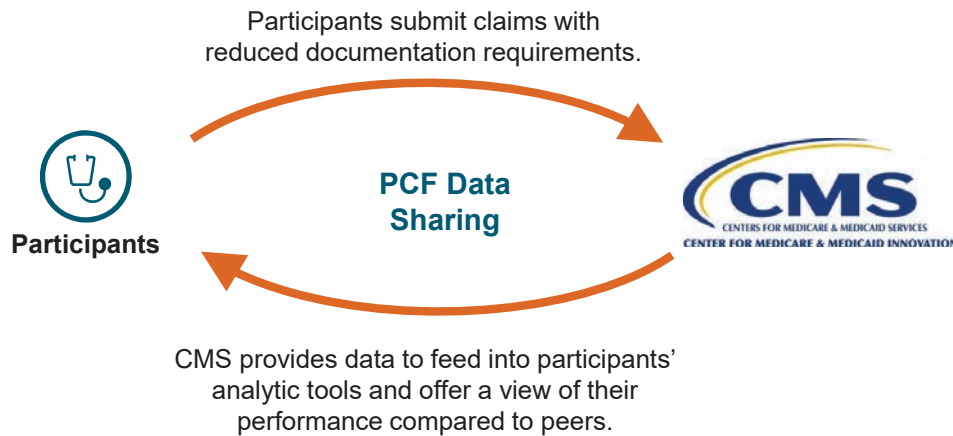 Participants submit claims with
reduced documentation requirements.
PCF Data
Sharing
Participants
CMS
CENTERS FOR MEDICARE & MEDICAID SERVICES
CENTER FOR MEDICARE & MEDICAID INNOVATION
CMS provides data to feed into participants’
analytic tools and offer a view of their
performance compared to peers.